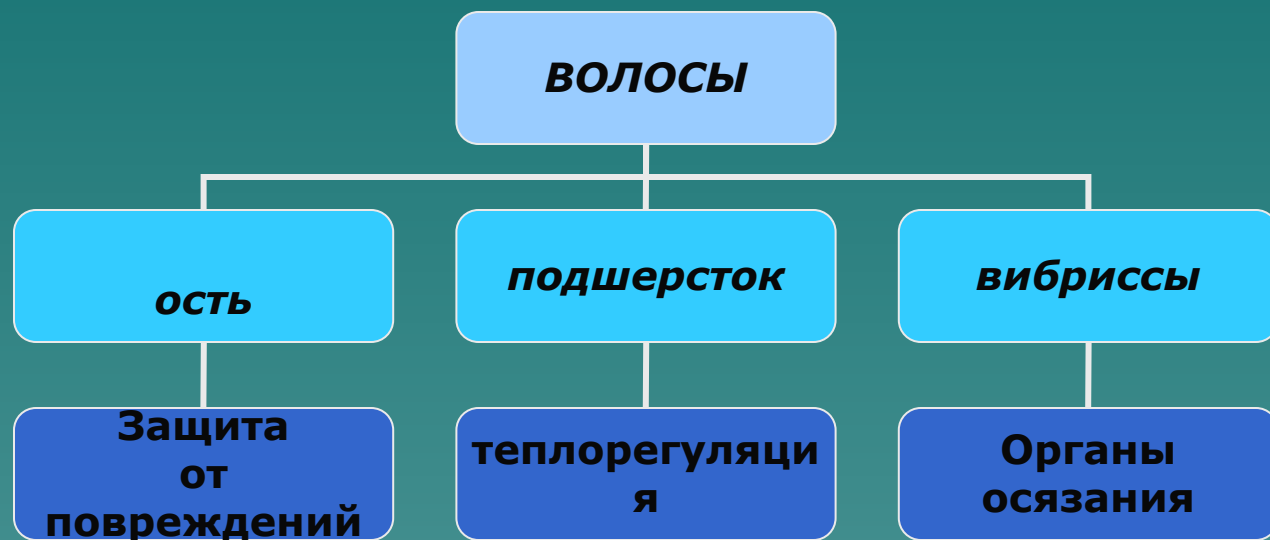 ВОЛОСЫ
ость
подшерсток
вибриссы
Защита
от
повреждений
теплорегуляци
я
Органы
осязания